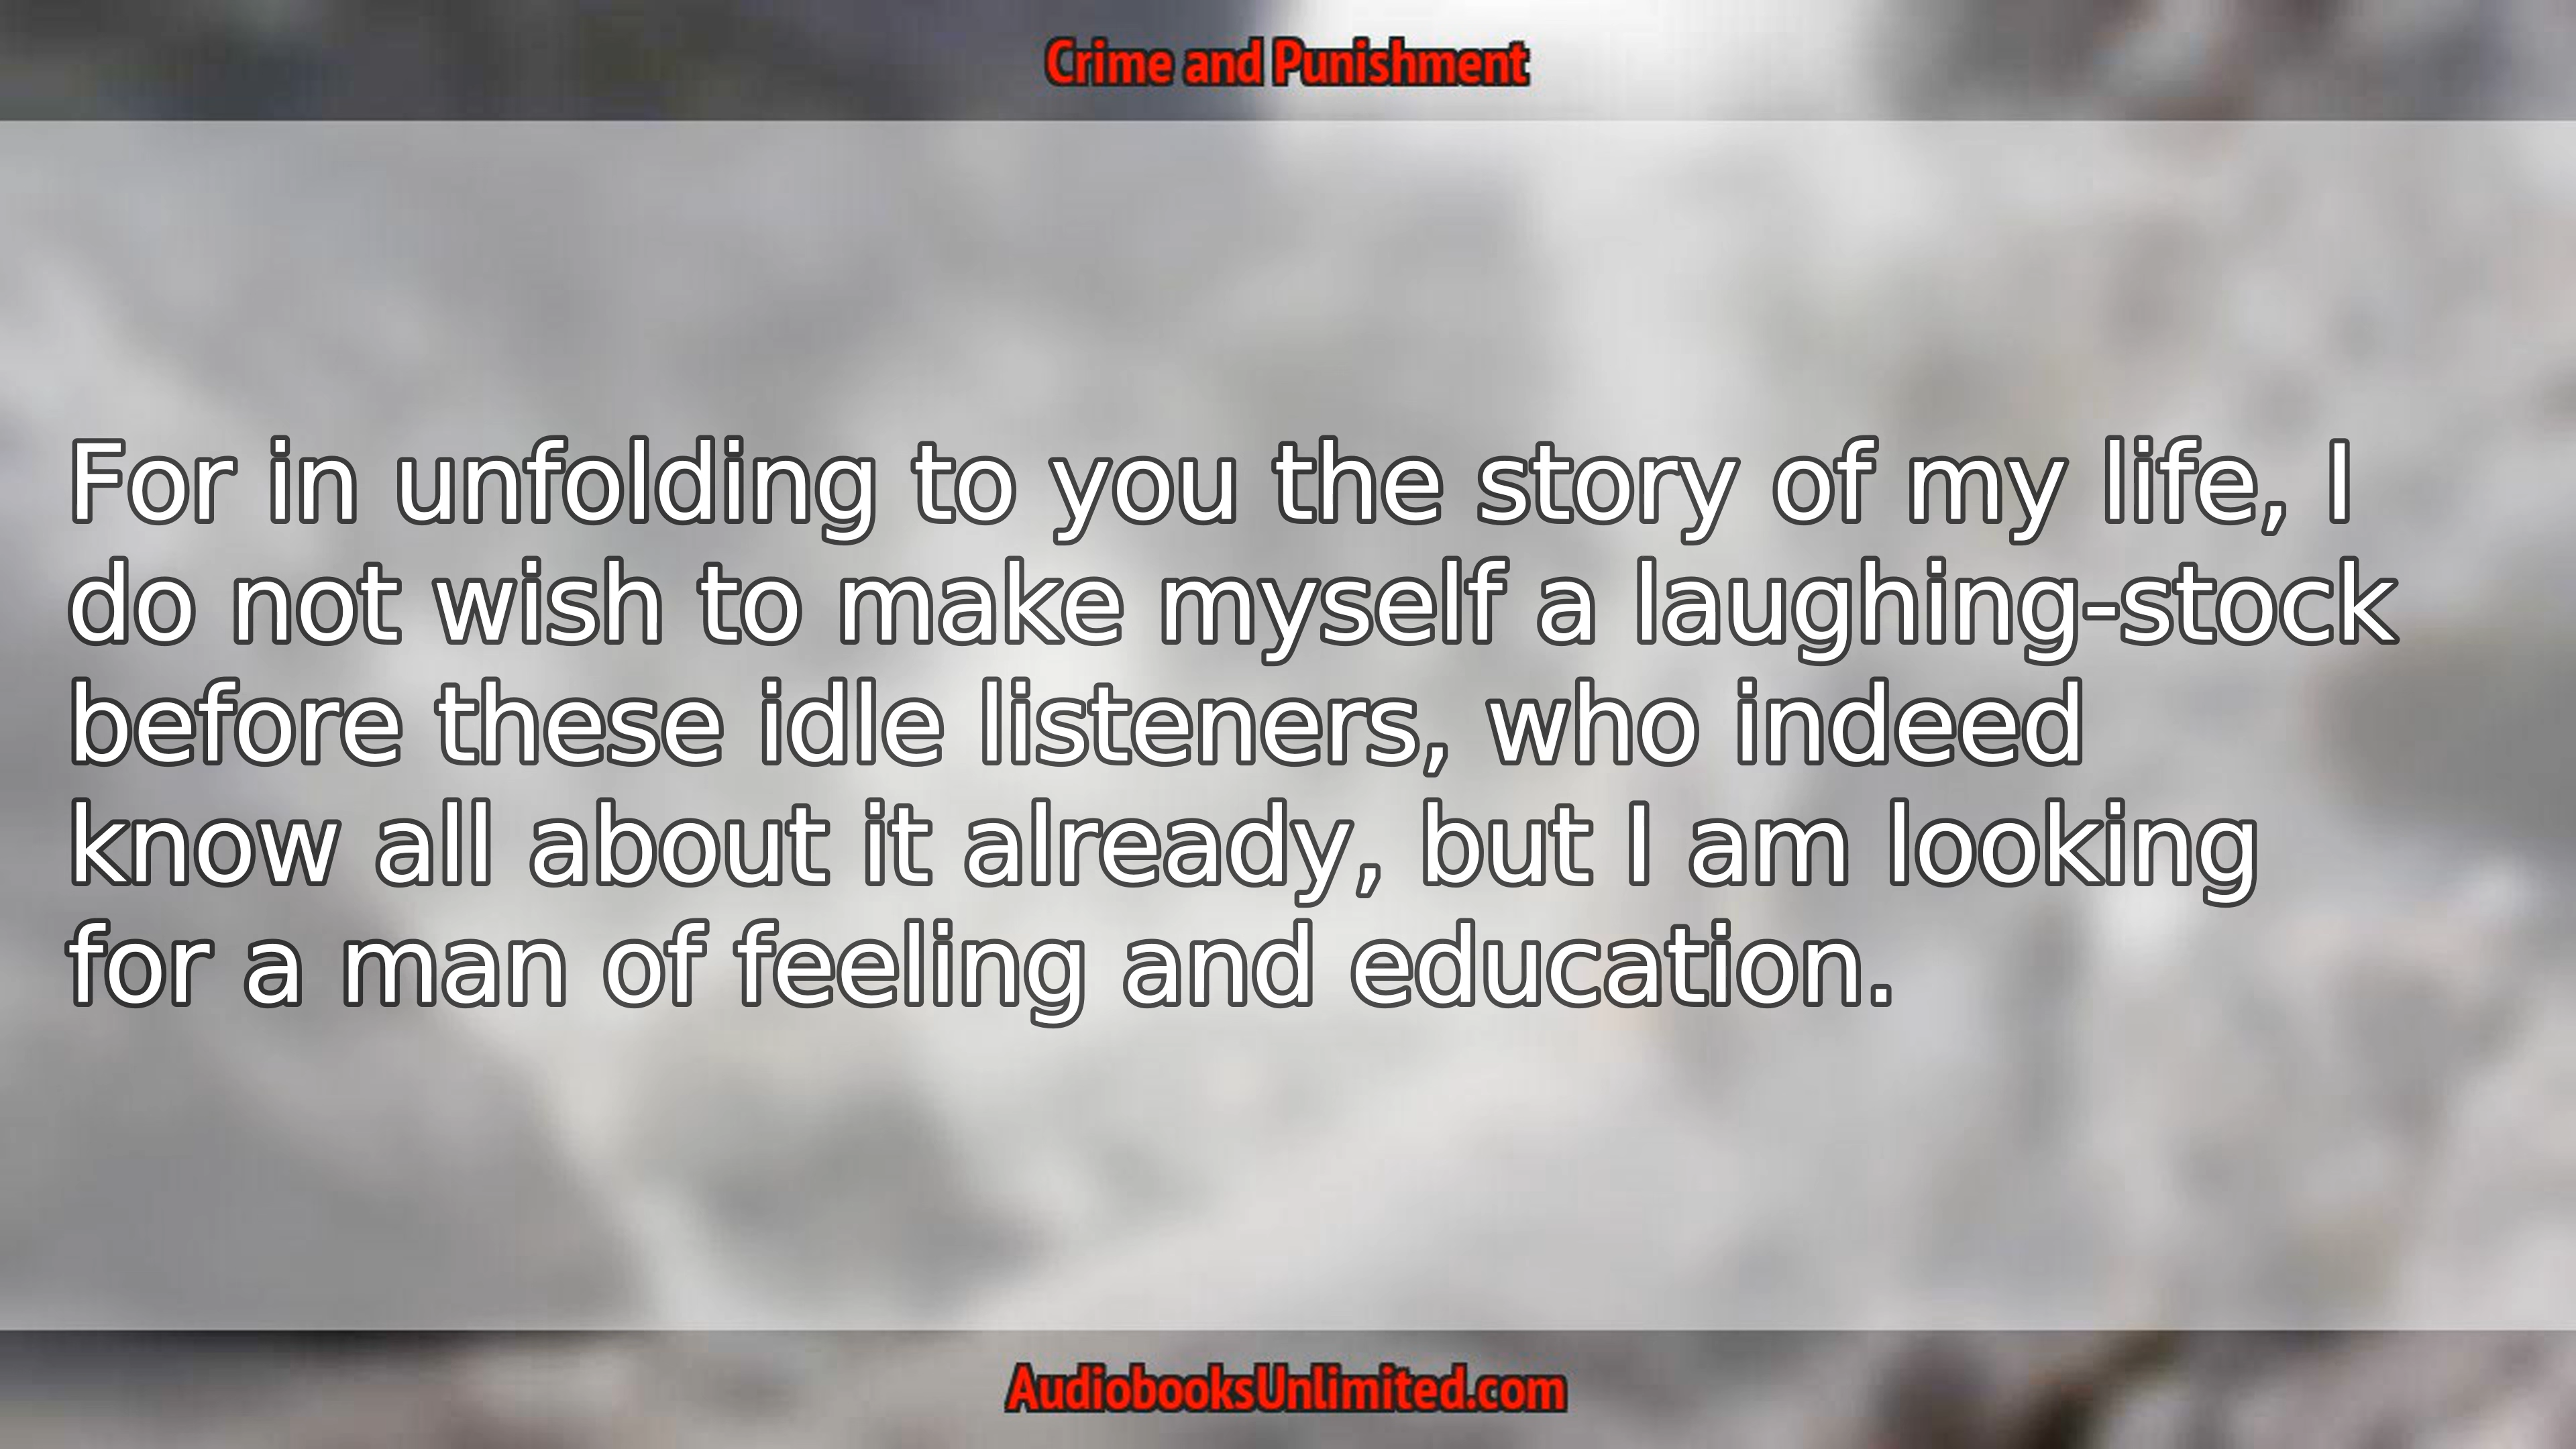 Crime and Punishment
For in unfolding to you the story of my life, I
do not wish to make myself a laughing-stock
before these idle listeners, who indeed
know all about it already, but I am looking
for a man of feeling and education.
AudiobooksUnlimited.com